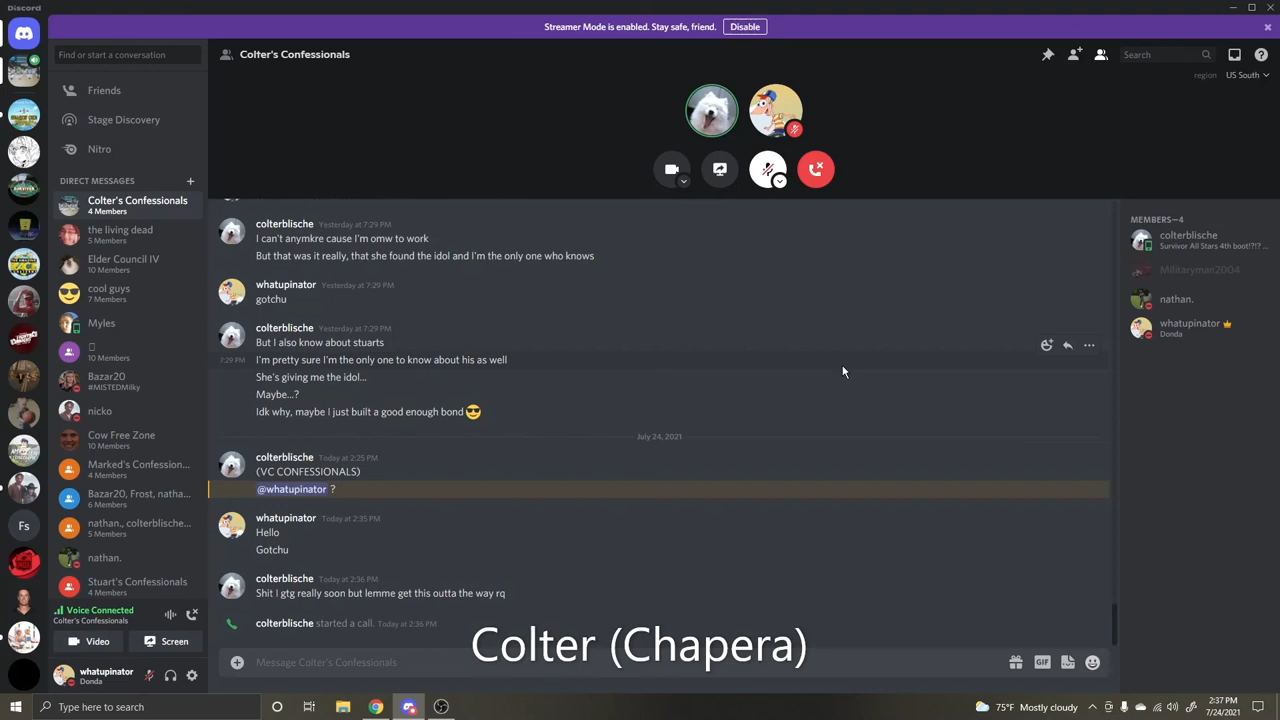 Discord
Streamer Mode is enabled. Stay safe, friend.
Disable
Find or start a conversation
Colter's Confessionals
Search
region
US South
Friends
Stage Discovery
Nitro
DIRECT MESSAGES
Colter's Confessionals
4 Members
the living dead
5 Members
Elder Council IV
10 Members
cool guys
7 Members
Myles
10 Members
Bazar20
#MISTEDMilky
nicko
Cow Free Zone
10 Members
Marked's Confession...
4 Members
Bazar20, Frost, natha...
6 Members
nathan., colterblische...
5 Members
nathan.
Stuart's Confessionals
4 Members
Fs
Voice Connected
Colter's Confessionals
Video
Screen
whatupinator
Donda
colterblische Yesterday at 7:29 PM
I can't anymkre cause I'm omw to work
But that was it really, that she found the idol and I'm the only one who knows
whatupinator Yesterday at 7:29 PM
gotchu
colterblische Yesterday at 7:29 PM
But I also know about stuarts
7:29 PM I'm pretty sure I'm the only one to know about his as well
She's giving me the idol...
Maybe...?
Idk why, maybe I just built a good enough bond 😎
July 24, 2021
colterblische Today at 2:25 PM
(VC CONFESSIONALS)
@whatupinator ?
whatupinator Today at 2:35 PM
Hello
Gotchu
colterblische Today at 2:36 PM
Shit I gtg really soon but lemme get this outta the way rq
colterblische started a call. Today at 2:36 PM
Message Colter's Confessionals
GIF
MEMBERS—4
colterblische
Survivor All Stars 4th boot!?!? ...
Militaryman2004
nathan.
whatupinator
Donda
Colter (Chapera)
Type here to search
75°F Mostly cloudy
2:37 PM
7/24/2021